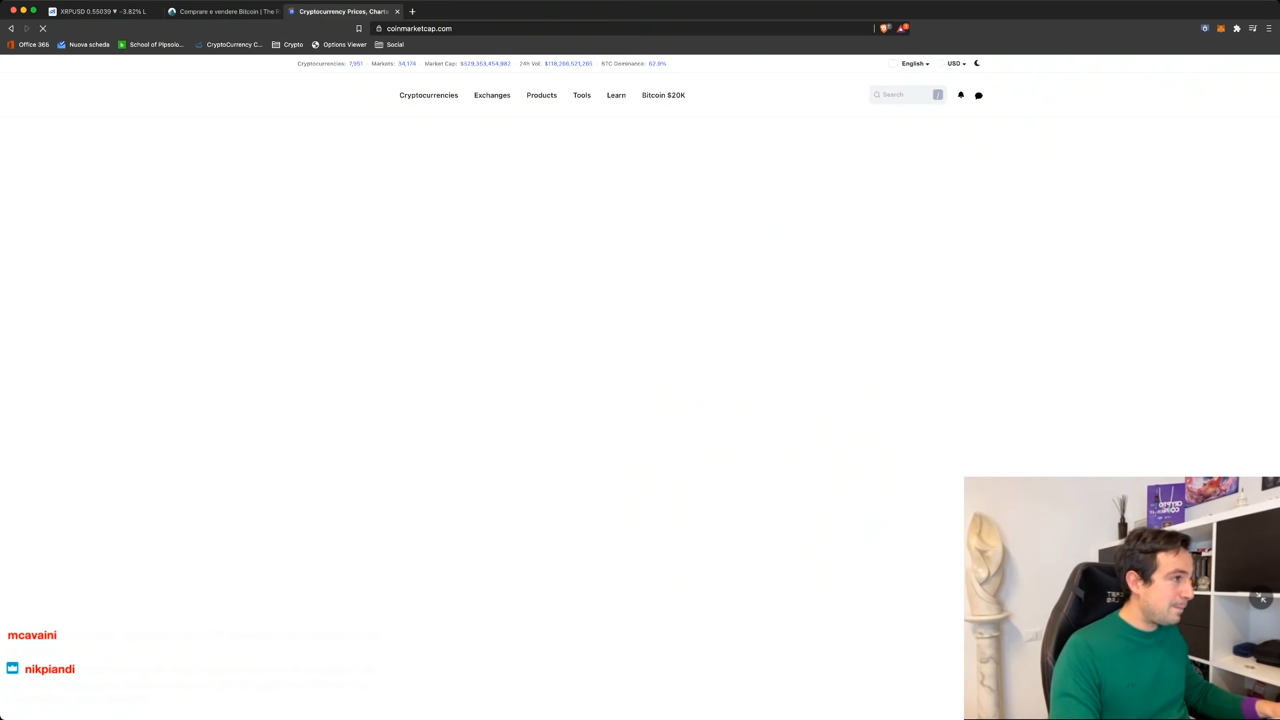 XRPUSD 0.55039 ▼ −3.82% L
Comprare e vendere Bitcoin | The R
Cryptocurrency Prices, Charts
coinmarketcap.com
Office 365
Nuova scheda
School of Pipsolo...
CryptoCurrency C...
Crypto
Options Viewer
Social
Cryptocurrencies: 7,951 Markets: 34,174 Market Cap: $529,353,454,982 24h Vol: $118,266,521,265 BTC Dominance: 62.9%
English
USD
Cryptocurrencies
Exchanges
Products
Tools
Learn
Bitcoin $20K
Search
/
mcavaini
nikpiandi